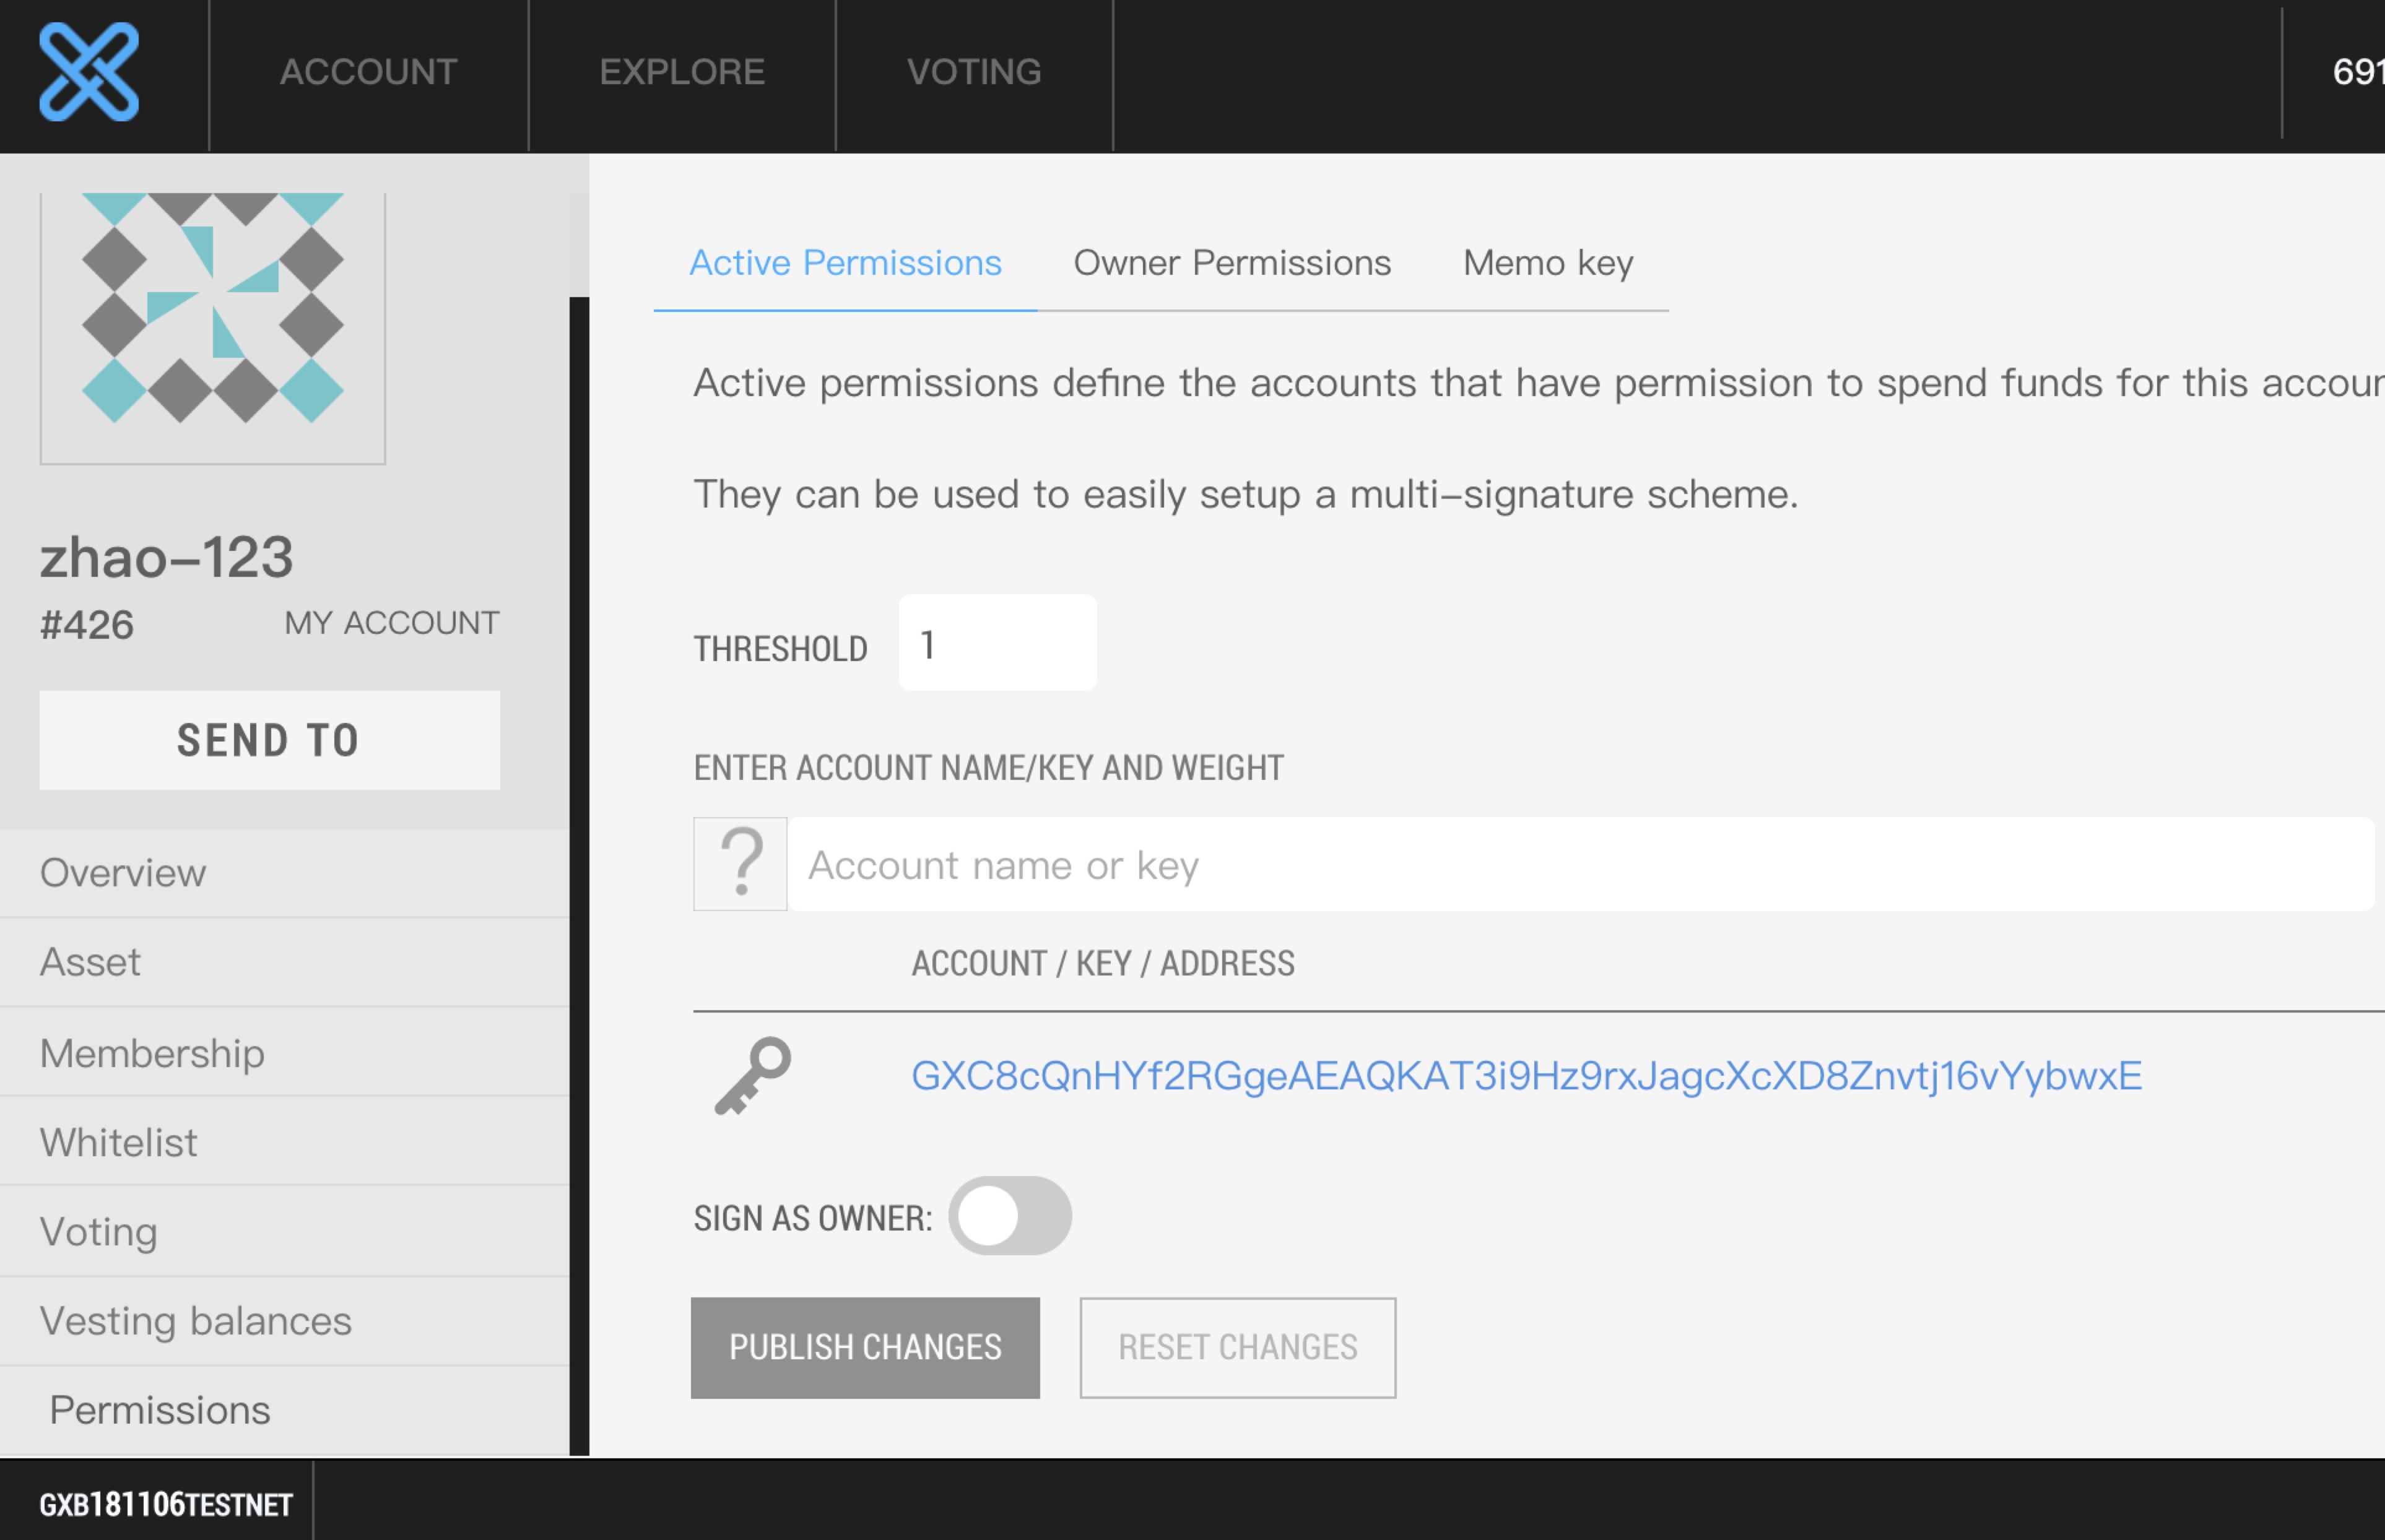 ACCOUNT
EXPLORE
VOTING
zhao-123
#426
MY ACCOUNT
SEND TO
Overview
Asset
Membership
Whitelist
Voting
Vesting balances
Permissions
Active Permissions
Owner Permissions
Memo key
Active permissions define the accounts that have permission to spend funds for this
They can be used to easily setup a multi-signature scheme.
THRESHOLD
1
ENTER ACCOUNT NAME/KEY AND WEIGHT
?
Account name or key
ACCOUNT / KEY / ADDRESS
GXC8cQnHYf2RGgeAEAQKAT3i9Hz9rxJagcXcXD8Znvtj16vYybwxE
SIGN AS OWNER:
PUBLISH CHANGES
RESET CHANGES
GXB181106TESTNET